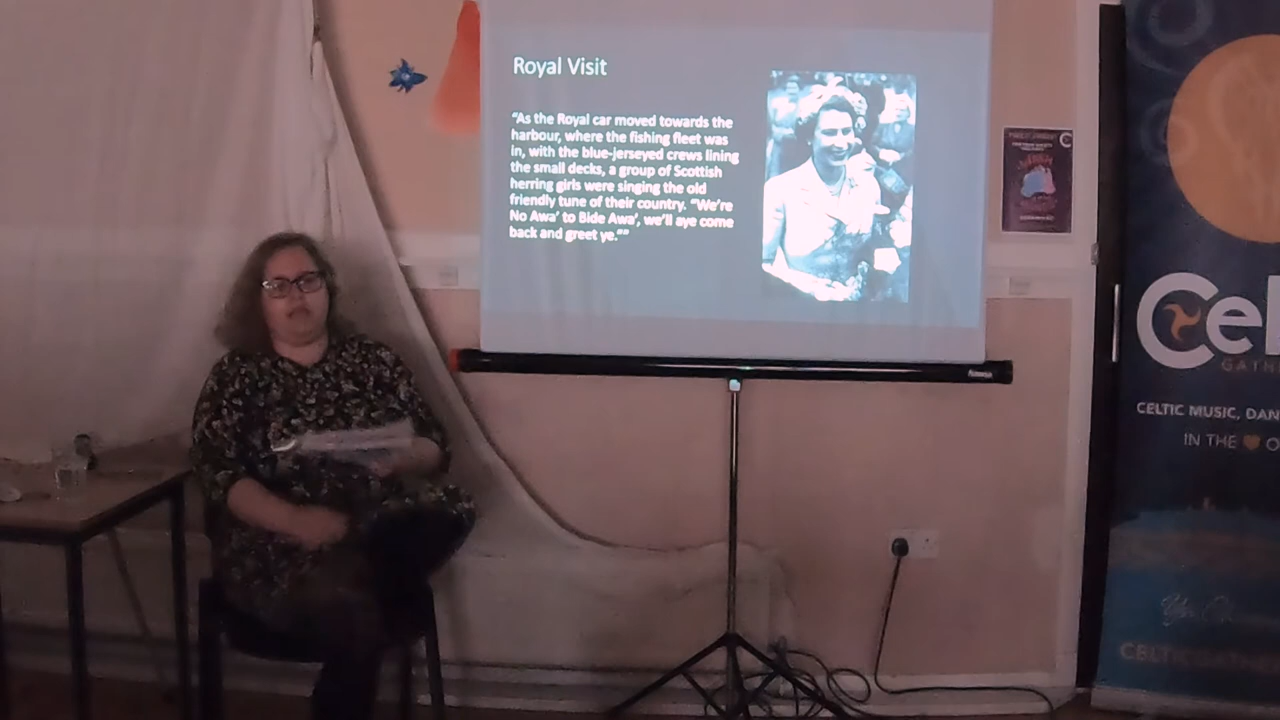 Royal Visit
“As the Royal car moved towards the
harbour, where the fishing fleet was
in, with the blue-jerseyed crews lining
the small decks, a group of Scottish
herring girls were singing the old
friendly tune of their country. “We’re
No Awa’ to Bide Awa’, we’ll aye come
back and greet ye.””
Cel
GATH
CELTIC MUSIC, DAN
IN THE
CELTICGATHE